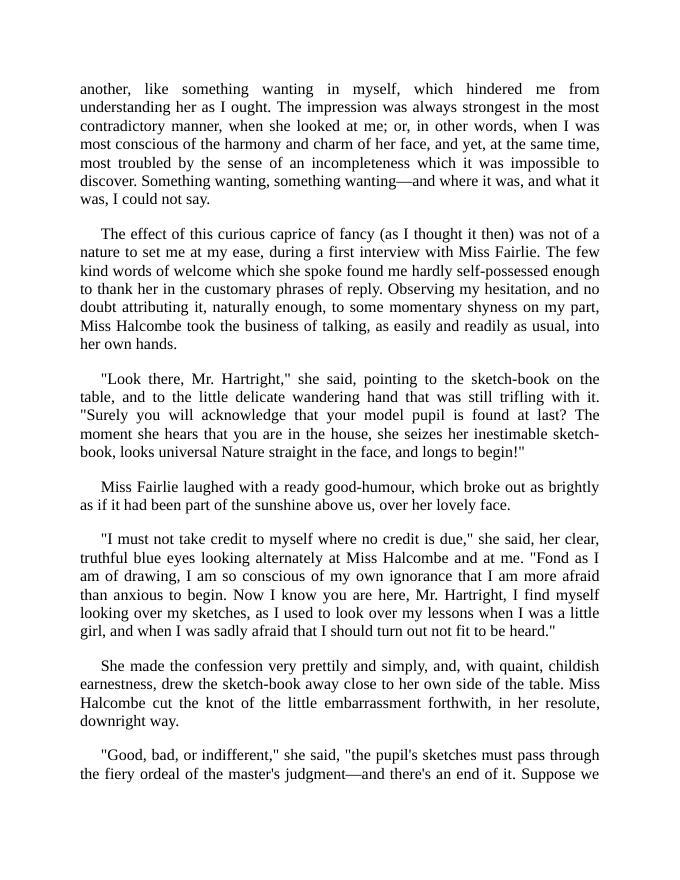 another, like something wanting in myself, which hindered me from
understanding her as I ought. The impression was always strongest in the most
contradictory manner, when she looked at me; or, in other words, when I was
most conscious of the harmony and charm of her face, and yet, at the same time,
most troubled by the sense of an incompleteness which it was impossible to
discover. Something wanting, something wanting—and where it was, and what it
was, I could not say.
The effect of this curious caprice of fancy (as I thought it then) was not of a
nature to set me at my ease, during a first interview with Miss Fairlie. The few
kind words of welcome which she spoke found me hardly self-possessed enough
to thank her in the customary phrases of reply. Observing my hesitation, and no
doubt attributing it, naturally enough, to some momentary shyness on my part,
Miss Halcombe took the business of talking, as easily and readily as usual, into
her own hands.
"Look there, Mr. Hartright," she said, pointing to the sketch-book on the
table, and to the little delicate wandering hand that was still trifling with it.
"Surely you will acknowledge that your model pupil is found at last? The
moment she hears that you are in the house, she seizes her inestimable sketch-
book, looks universal Nature straight in the face, and longs to begin!"
Miss Fairlie laughed with a ready good-humour, which broke out as brightly
as if it had been part of the sunshine above us, over her lovely face.
"I must not take credit to myself where no credit is due," she said, her clear,
truthful blue eyes looking alternately at Miss Halcombe and at me. "Fond as I
am of drawing, I am so conscious of my own ignorance that I am more afraid
than anxious to begin. Now I know you are here, Mr. Hartright, I find myself
looking over my sketches, as I used to look over my lessons when I was a little
girl, and when I was sadly afraid that I should turn out not fit to be heard."
She made the confession very prettily and simply, and, with quaint, childish
earnestness, drew the sketch-book away close to her own side of the table. Miss
Halcombe cut the knot of the little embarrassment forthwith, in her resolute,
downright way.
"Good, bad, or indifferent," she said, "the pupil's sketches must pass through
the fiery ordeal of the master's judgment—and there's an end of it. Suppose we